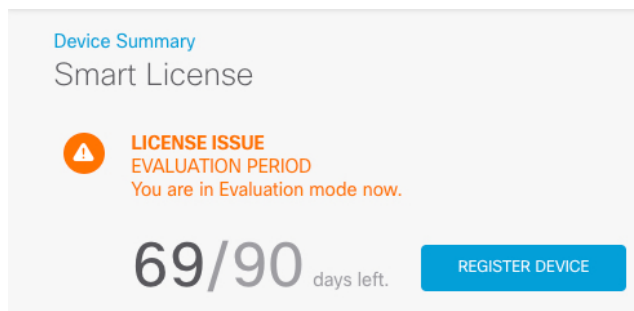 Device Summary
Smart License
LICENSE ISSUE
EVALUATION PERIOD
You are in Evaluation mode now.
69/90 days left.
REGISTER DEVICE